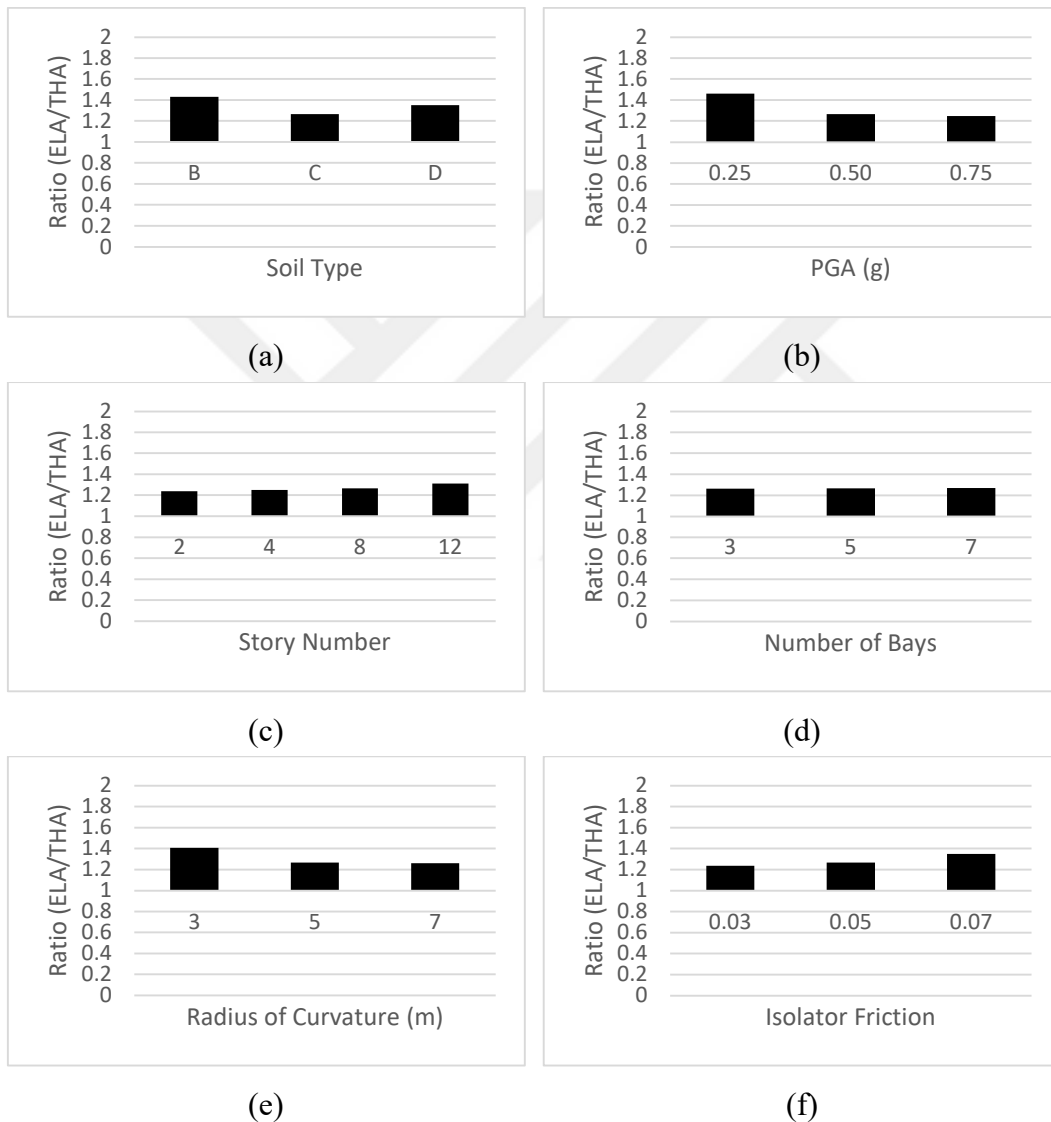 2
1.8
1.6
1.4
1.2
1
0.8
0.6
0.4
0.2
0
Ratio (ELA/THA)
B C D
Soil Type
(a)
2
1.8
1.6
1.4
1.2
1
0.8
0.6
0.4
0.2
0
Ratio (ELA/THA)
0.25 0.50 0.75
PGA (g)
(b)
2
1.8
1.6
1.4
1.2
1
0.8
0.6
0.4
0.2
0
Ratio (ELA/THA)
2 4 8 12
Story Number
(c)
2
1.8
1.6
1.4
1.2
1
0.8
0.6
0.4
0.2
0
Ratio (ELA/THA)
3 5 7
Number of Bays
(d)
2
1.8
1.6
1.4
1.2
1
0.8
0.6
0.4
0.2
0
Ratio (ELA/THA)
3 5 7
Radius of Curvature (m)
(e)
2
1.8
1.6
1.4
1.2
1
0.8
0.6
0.4
0.2
0
Ratio (ELA/THA)
0.03 0.05 0.07
Isolator Friction
(f)